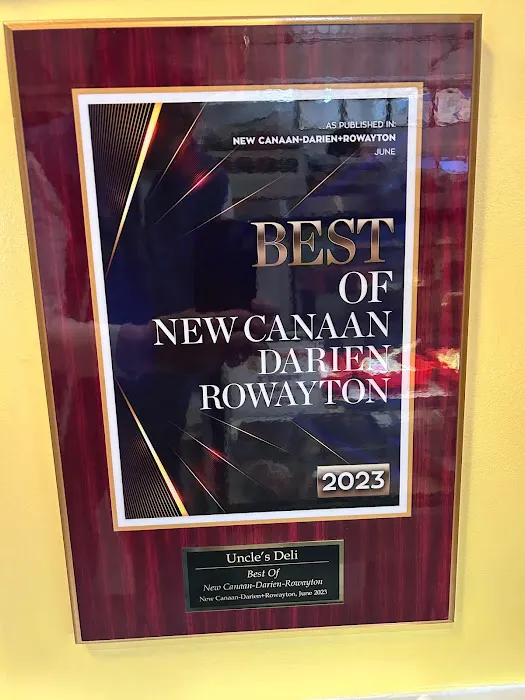 ...AS PUBLISHED IN:
NEW CANAAN-DARIEN+ROWAYTON
JUNE
BEST
OF
NEW CANAAN
DARIEN
ROWAYTON
2023
Uncle's Deli
Best Of
New Canaan-Darien-Rowayton
New Canaan-Darien+Rowayton, June 2023